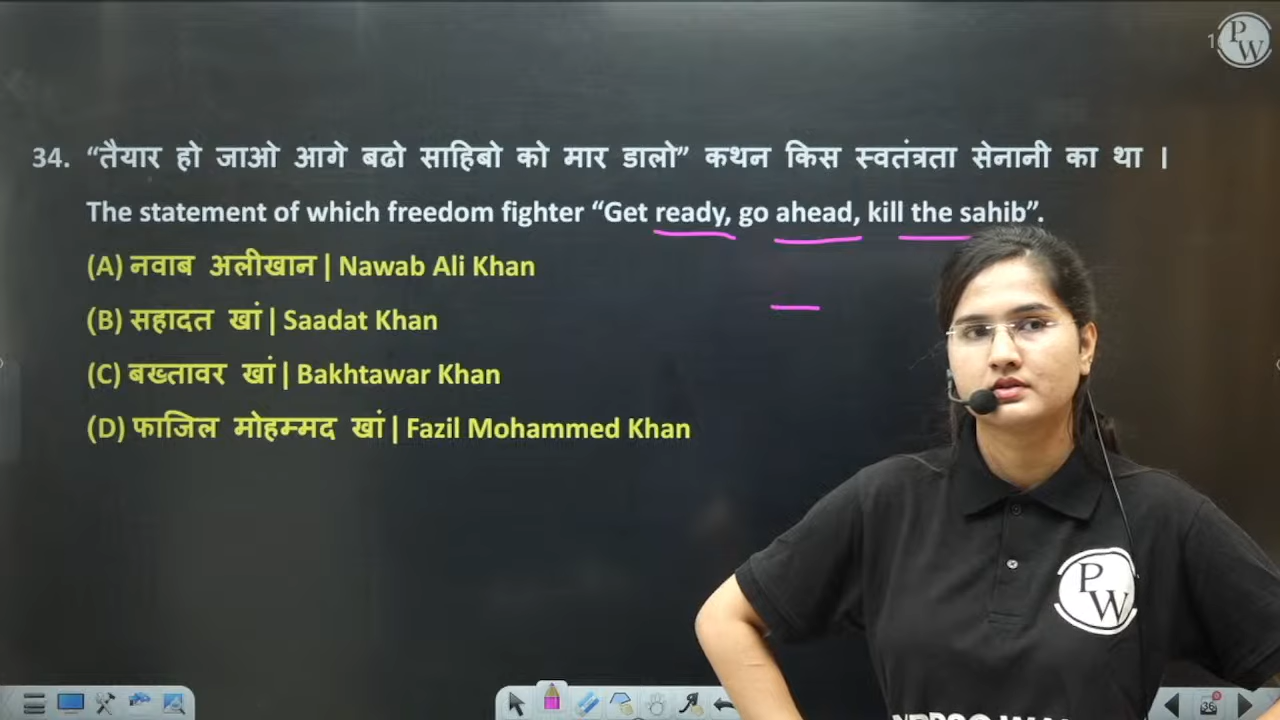 PW
34. “तैयार हो जाओ आगे बढो साहिबो को मार डालो” कथन किस स्वतंत्रता सेनानी का था ।
The statement of which freedom fighter “Get ready, go ahead, kill the sahib”.
(A) नवाब अलीखान | Nawab Ali Khan
(B) सहादत खां | Saadat Khan
(C) बख्तावर खां | Bakhtawar Khan
(D) फाजिल मोहम्मद खां | Fazil Mohammed Khan
PW
36